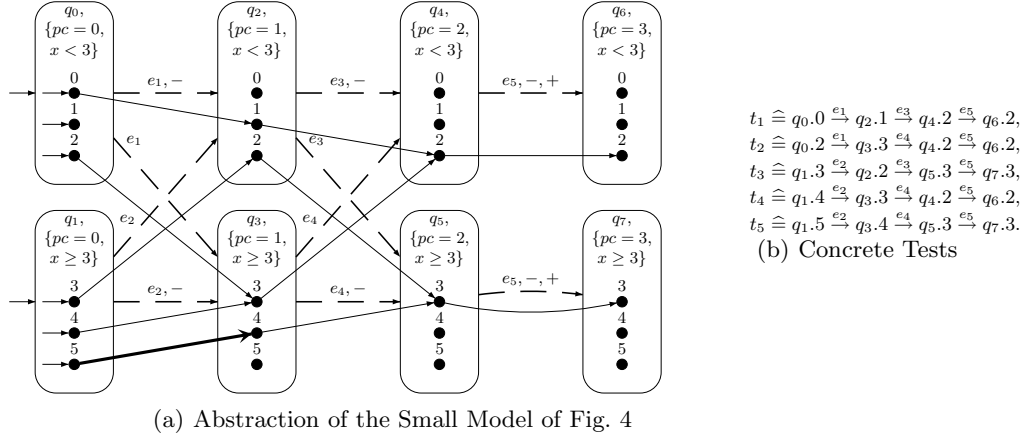 q₀,
{pc = 0,
x < 3}
0
1
2
q₂,
{pc = 1,
x < 3}
0
1
2
q₄,
{pc = 2,
x < 3}
0
1
2
q₆,
{pc = 3,
x < 3}
0
1
2
e₁, −
e₃, −
e₅, −, +
e₁
e₃
e₂
e₄
q₁,
{pc = 0,
x ≥ 3}
3
4
5
q₃,
{pc = 1,
x ≥ 3}
3
4
5
q₅,
{pc = 2,
x ≥ 3}
3
4
5
q₇,
{pc = 3,
x ≥ 3}
3
4
5
e₂, −
e₄, −
e₅, −, +
(a) Abstraction of the Small Model of Fig. 4
t₁ ≙ q₀.0 →e₁ q₂.1 →e₃ q₄.2 →e₅ q₆.2,
t₂ ≙ q₀.2 →e₁ q₃.3 →e₄ q₄.2 →e₅ q₆.2,
t₃ ≙ q₁.3 →e₂ q₂.2 →e₃ q₅.3 →e₅ q₇.3,
t₄ ≙ q₁.4 →e₂ q₃.3 →e₄ q₄.2 →e₅ q₆.2,
t₅ ≙ q₁.5 →e₂ q₃.4 →e₄ q₅.3 →e₅ q₇.3.
(b) Concrete Tests